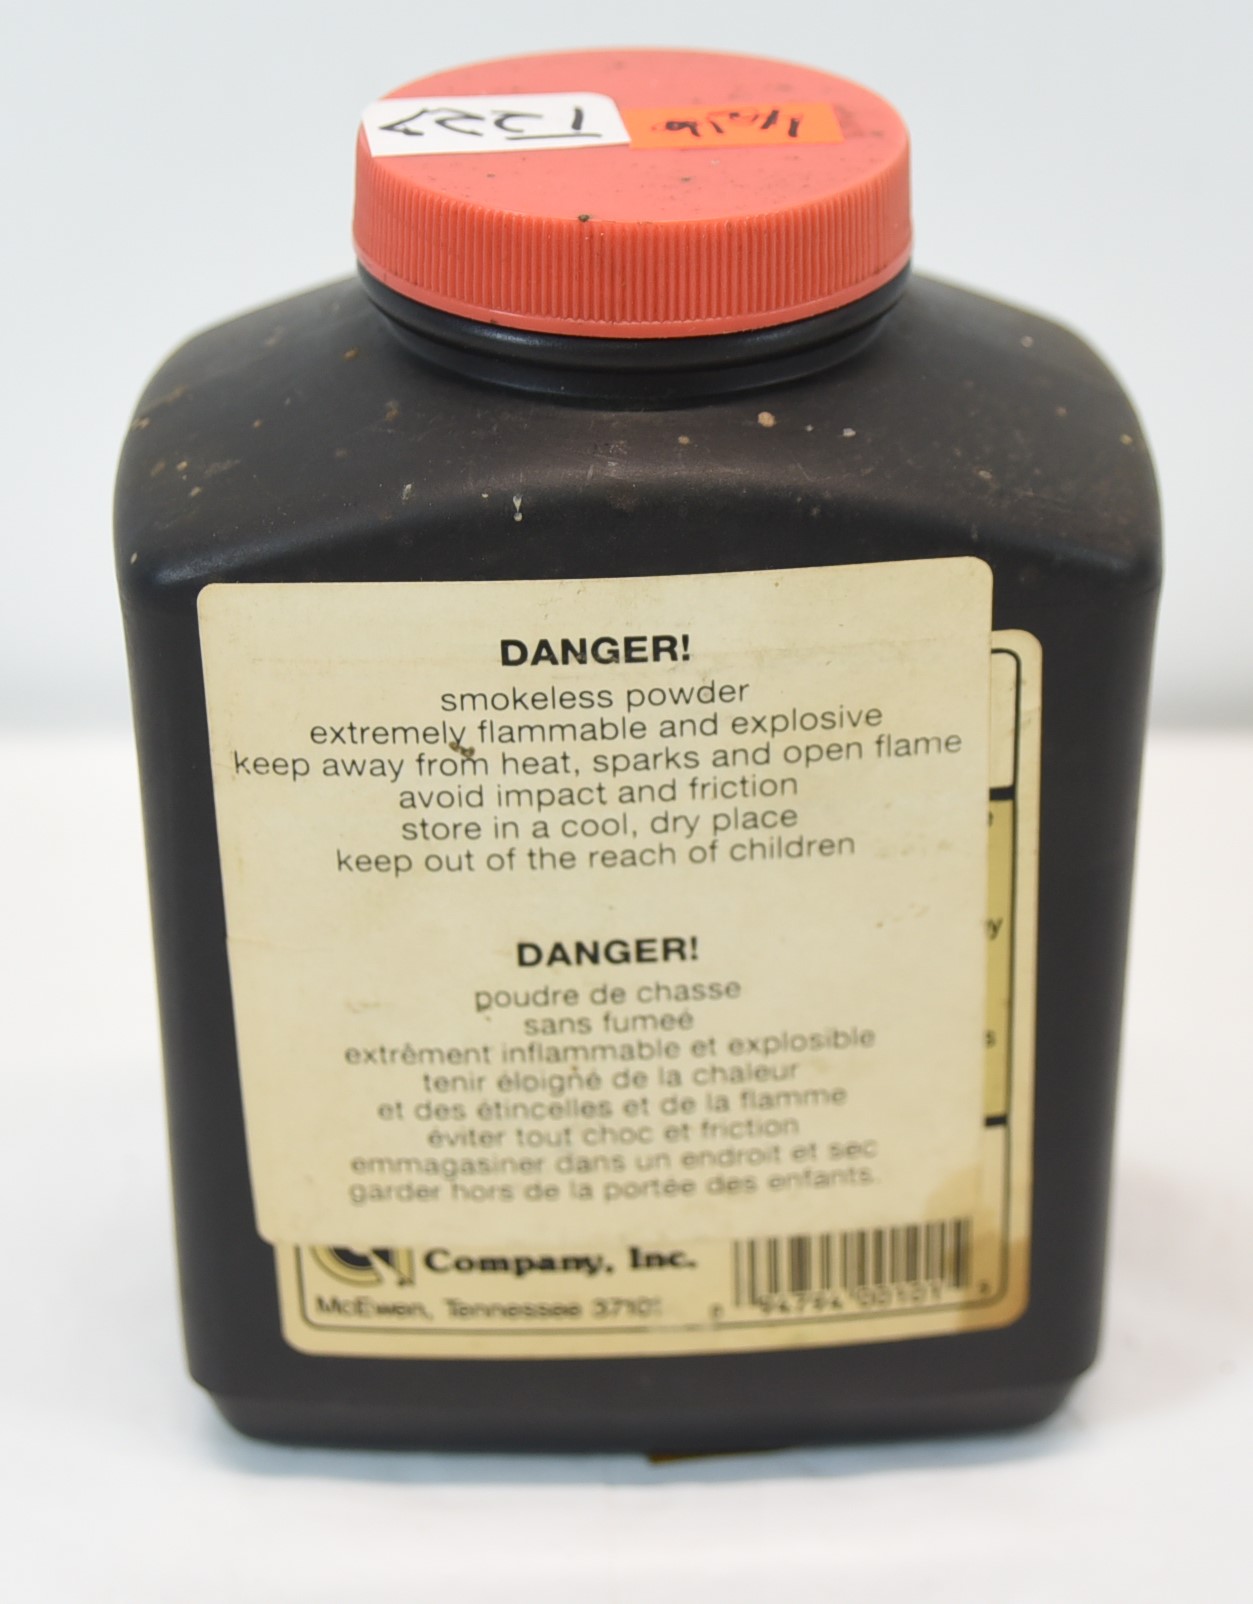 T227
DANGER!
smokeless powder
extremely flammable and explosive
keep away from heat, sparks and open flame
avoid impact and friction
store in a cool, dry place
keep out of the reach of children
DANGER!
poudre de chasse
sans fumeé
extrêment inflammable et explosible
tenir éloigné de la chaleur
et des étincelles et de la flamme
éviter tout choc et friction
emmagasiner dans un endroit et sec
garder hors de la portée des enfants.
Company, Inc.
McEwen, Tennessee 37101